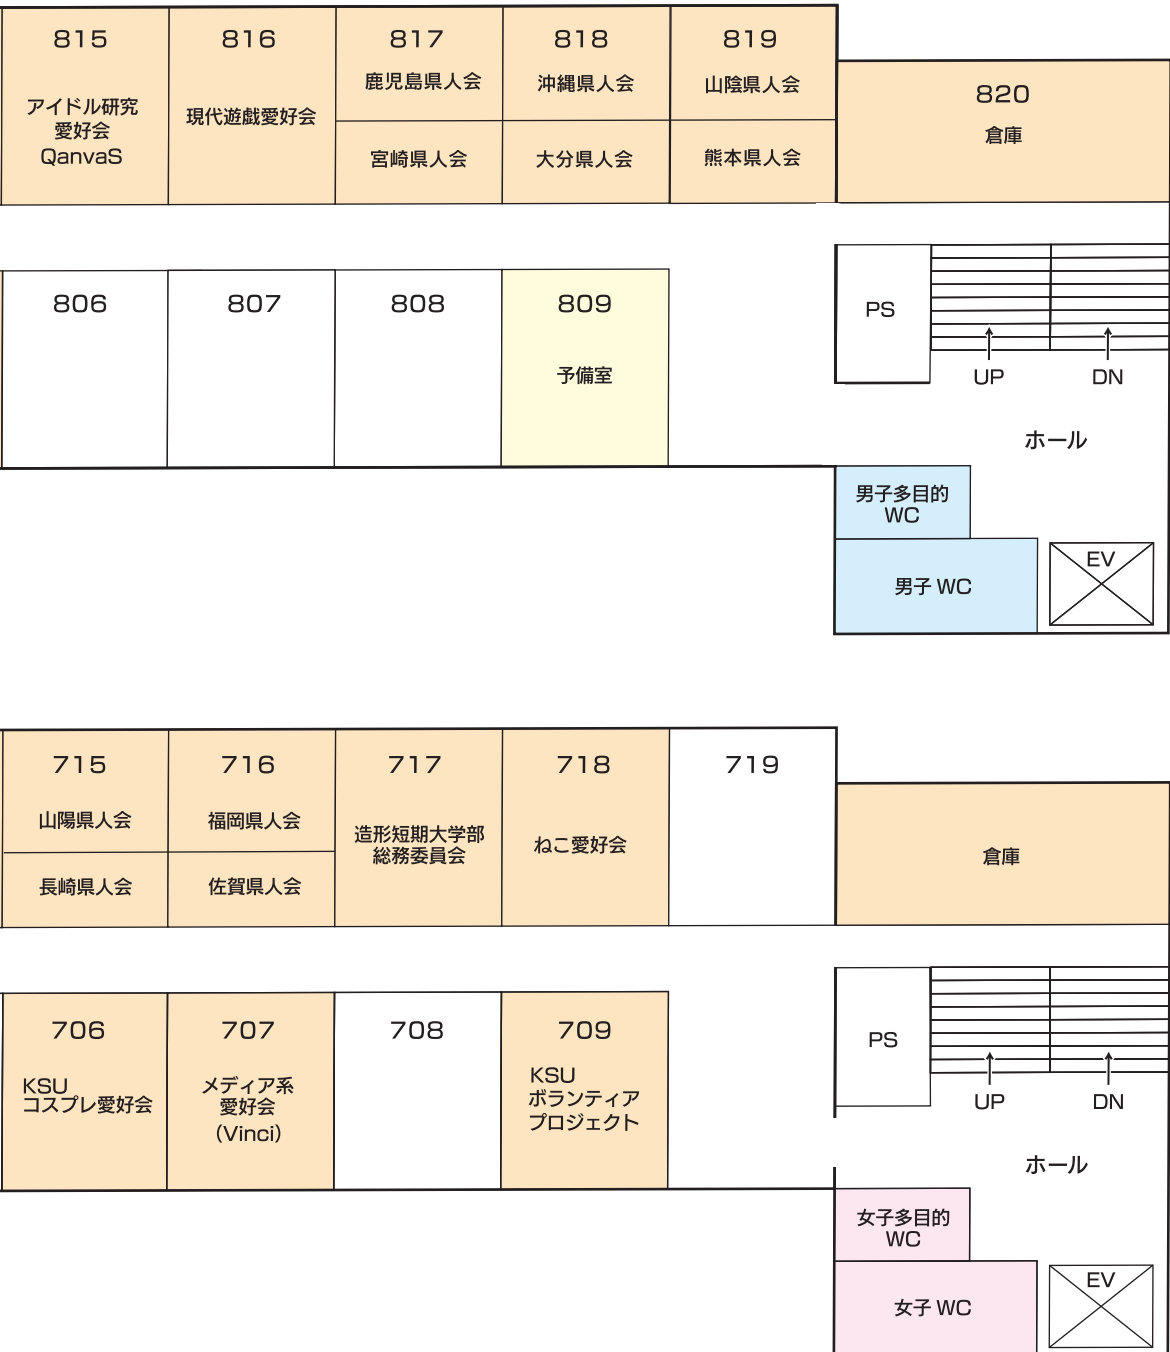 815
アイドル研究
愛好会
QanvaS
816
現代遊戯愛好会
817
鹿児島県人会
宮崎県人会
818
沖縄県人会
大分県人会
819
山陰県人会
熊本県人会
820
倉庫
806
807
808
809
予備室
PS
UP
DN
ホール
男子多目的
WC
男子 WC
EV
715
山陽県人会
長崎県人会
716
福岡県人会
佐賀県人会
717
造形短期大学部
総務委員会
718
ねこ愛好会
719
倉庫
706
KSU
コスプレ愛好会
707
メディア系
愛好会
（Vinci）
708
709
KSU
ボランティア
プロジェクト
PS
UP
DN
ホール
女子多目的
WC
女子 WC
EV